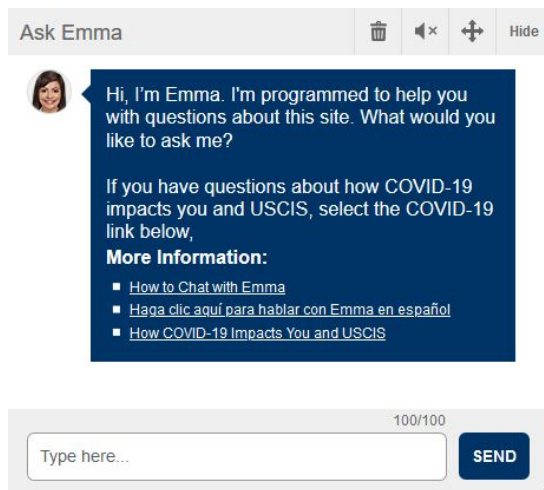 Ask Emma
Hide
Hi, I'm Emma. I'm programmed to help you
with questions about this site. What would you
like to ask me?
If you have questions about how COVID-19
impacts you and USCIS, select the COVID-19
link below,
More Information:
How to Chat with Emma
Haga clic aquí para hablar con Emma en español
How COVID-19 Impacts You and USCIS
100/100
Type here...
SEND